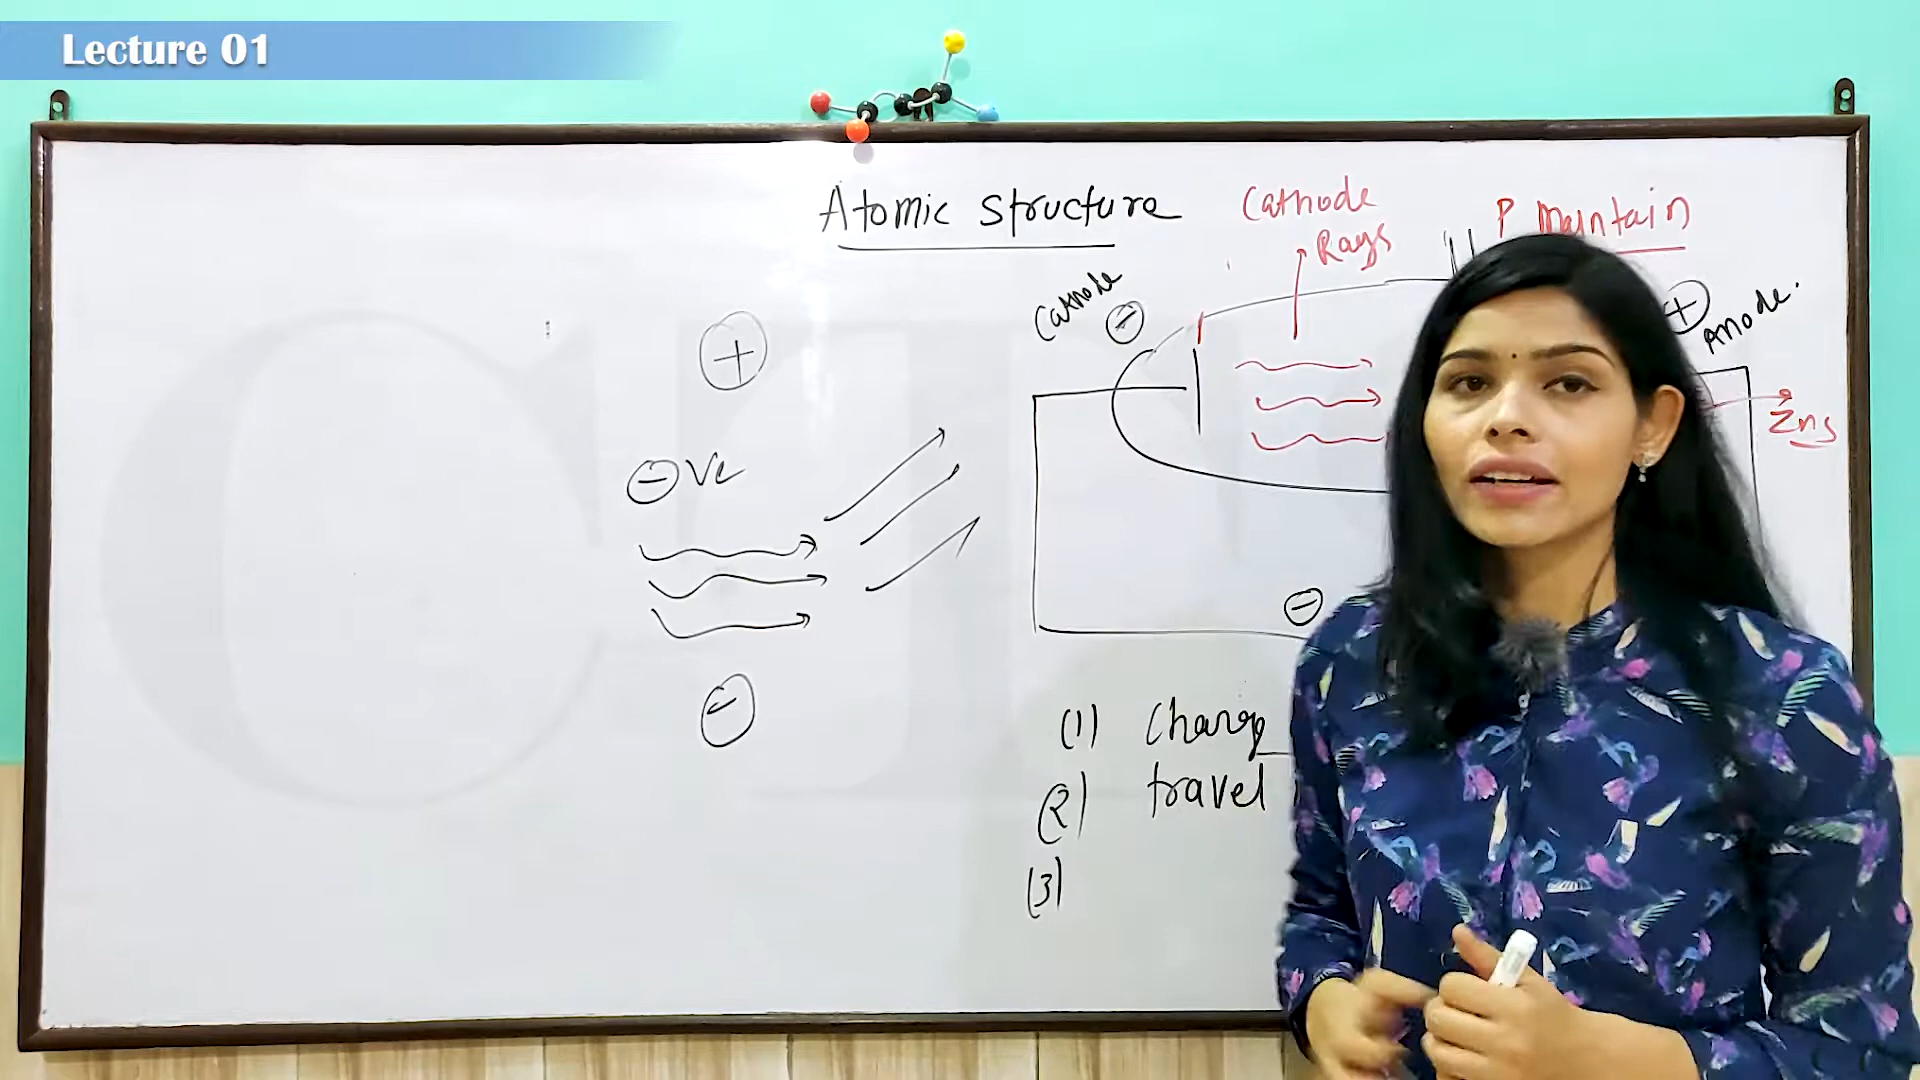 Lecture 01
Atomic structure
Cathode
Rays
P Maintain
Cathode
⊖
⊕
Anode.
⊕
Zns
⊖ ve
⊖
⊖
(1) Charge
(2) travel
(3)